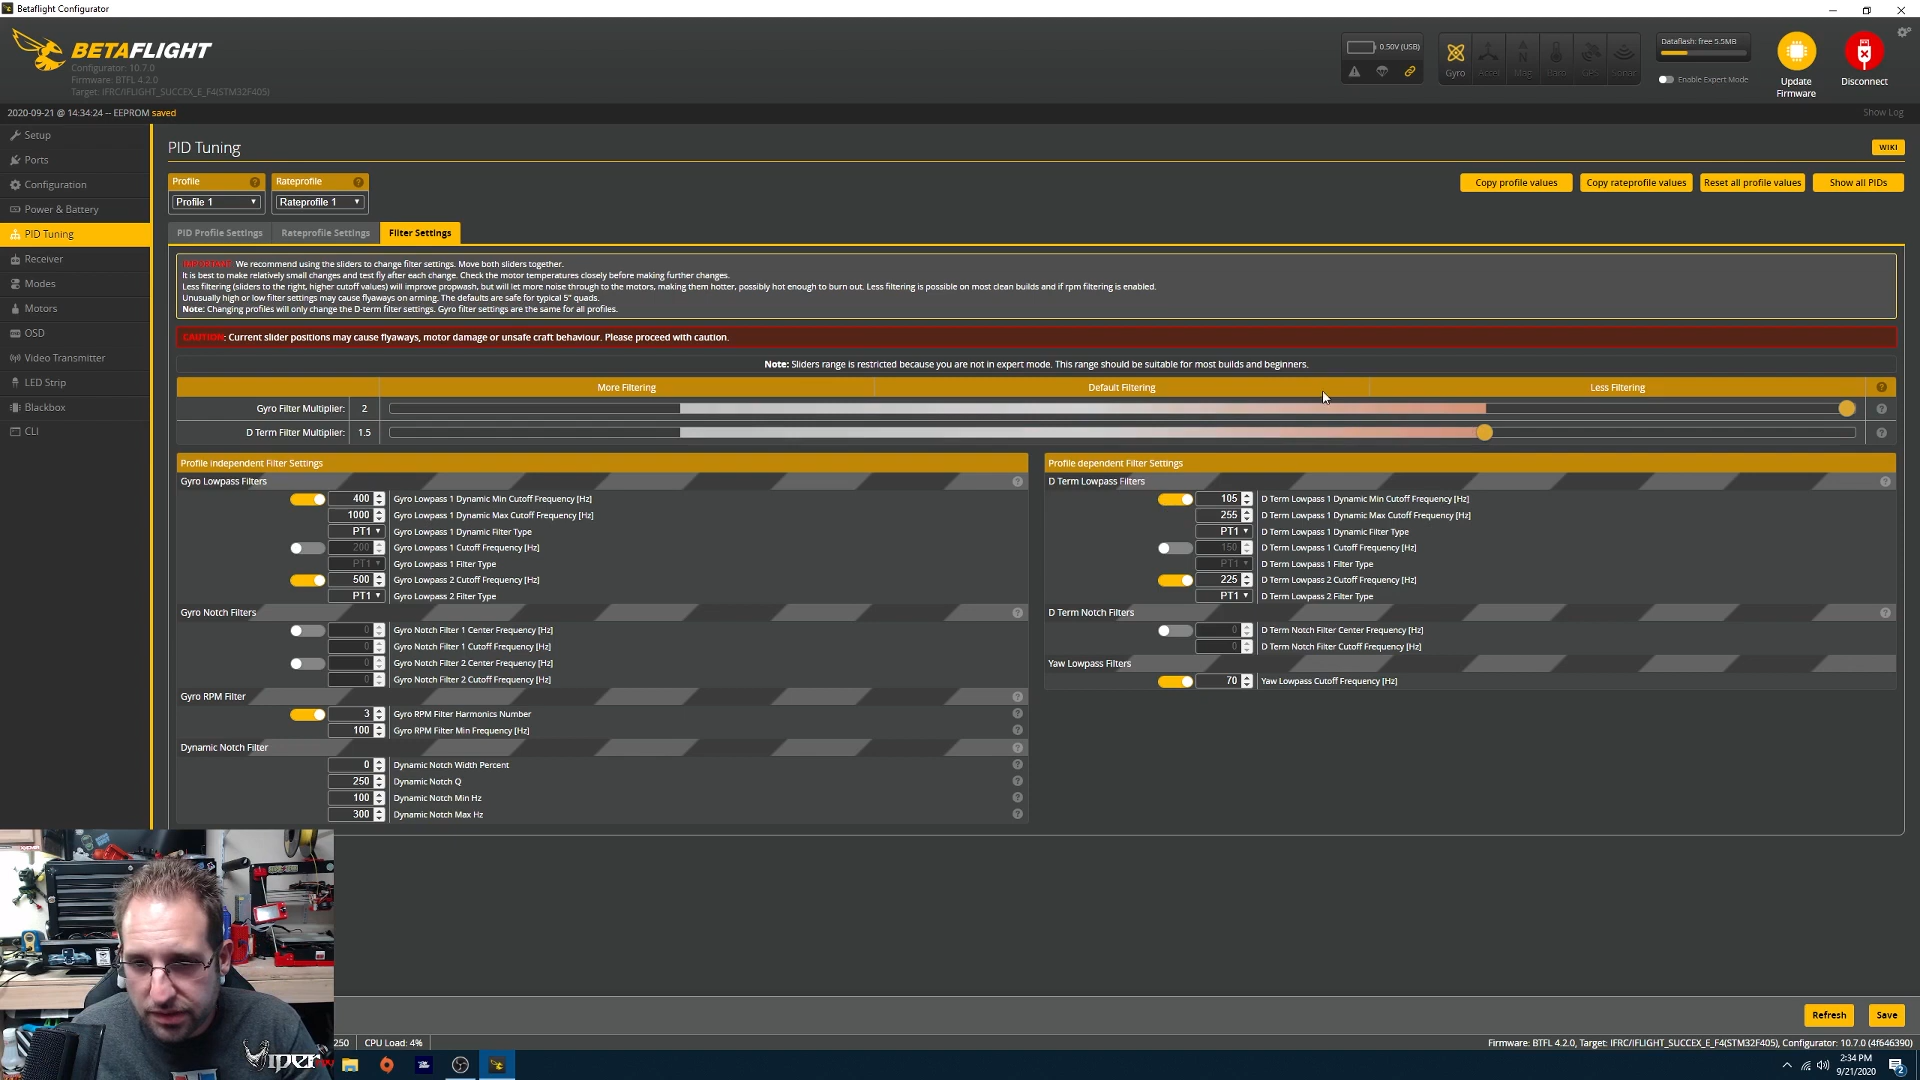 Betaflight Configurator
BETAFLIGHT
Configurator: 10.7.0
Firmware: BTFL 4.2.0
Target: IFRC/IFLIGHT_SUCCEX_E_F4(STM32F405)
0.50V (USB)
Gyro
Accel
Mag
Baro
GPS
Sonar
Dataflash: free 5.5MB
Enable Expert Mode
Update
Firmware
Disconnect
2020-09-21 @ 14:34:24 -- EEPROM saved
Show Log
Setup
Ports
Configuration
Power & Battery
PID Tuning
Receiver
Modes
Motors
OSD
Video Transmitter
LED Strip
Blackbox
CLI
PID Tuning
WIKI
Profile
Rateprofile
Profile 1
Rateprofile 1
Copy profile values
Copy rateprofile values
Reset all profile values
Show all PIDs
PID Profile Settings
Rateprofile Settings
Filter Settings
IMPORTANT: We recommend using the sliders to change filter settings. Move both sliders together.
It is best to make relatively small changes and test fly after each change. Check the motor temperatures closely before making further changes.
Less filtering (sliders to the right, higher cutoff values) will improve propwash, but will let more noise through to the motors, making them hotter, possibly hot enough to burn out. Less filtering is possible on most clean builds and if rpm filtering is enabled.
Unusually high or low filter settings may cause flyaways on arming. The defaults are safe for typical 5" quads.
Note: Changing profiles will only change the D-term filter settings. Gyro filter settings are the same for all profiles.
CAUTION: Current slider positions may cause flyaways, motor damage or unsafe craft behaviour. Please proceed with caution.
Note: Sliders range is restricted because you are not in expert mode. This range should be suitable for most builds and beginners.
More Filtering
Default Filtering
Less Filtering
Gyro Filter Multiplier: 2
D Term Filter Multiplier: 1.5
Profile independent Filter Settings
Gyro Lowpass Filters
400 Gyro Lowpass 1 Dynamic Min Cutoff Frequency [Hz]
1000 Gyro Lowpass 1 Dynamic Max Cutoff Frequency [Hz]
PT1 Gyro Lowpass 1 Dynamic Filter Type
200 Gyro Lowpass 1 Cutoff Frequency [Hz]
PT1 Gyro Lowpass 1 Filter Type
500 Gyro Lowpass 2 Cutoff Frequency [Hz]
PT1 Gyro Lowpass 2 Filter Type
Gyro Notch Filters
0 Gyro Notch Filter 1 Center Frequency [Hz]
0 Gyro Notch Filter 1 Cutoff Frequency [Hz]
0 Gyro Notch Filter 2 Center Frequency [Hz]
0 Gyro Notch Filter 2 Cutoff Frequency [Hz]
Gyro RPM Filter
3 Gyro RPM Filter Harmonics Number
100 Gyro RPM Filter Min Frequency [Hz]
Dynamic Notch Filter
0 Dynamic Notch Width Percent
250 Dynamic Notch Q
100 Dynamic Notch Min Hz
300 Dynamic Notch Max Hz
Profile dependent Filter Settings
D Term Lowpass Filters
105 D Term Lowpass 1 Dynamic Min Cutoff Frequency [Hz]
255 D Term Lowpass 1 Dynamic Max Cutoff Frequency [Hz]
PT1 D Term Lowpass 1 Dynamic Filter Type
150 D Term Lowpass 1 Cutoff Frequency [Hz]
PT1 D Term Lowpass 1 Filter Type
225 D Term Lowpass 2 Cutoff Frequency [Hz]
PT1 D Term Lowpass 2 Filter Type
D Term Notch Filters
0 D Term Notch Filter Center Frequency [Hz]
0 D Term Notch Filter Cutoff Frequency [Hz]
Yaw Lowpass Filters
70 Yaw Lowpass Cutoff Frequency [Hz]
Refresh
Save
250
CPU Load: 4%
Firmware: BTFL 4.2.0, Target: IFRC/IFLIGHT_SUCCEX_E_F4(STM32F405), Configurator: 10.7.0 (4f646390)
Viper
2:34 PM
9/21/2020
2